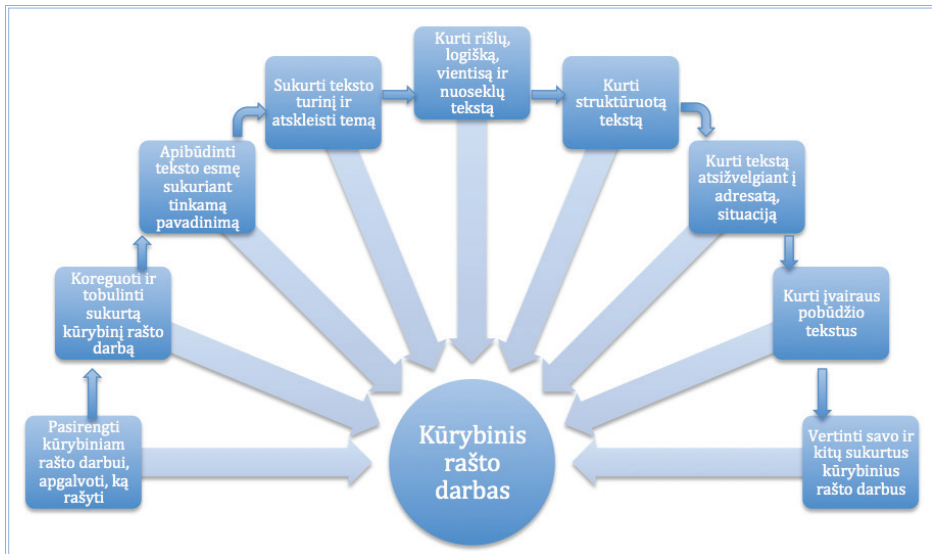 Pasirengti
kūrybiniam
rašto darbui,
apgalvoti, ką
rašyti
Koreguoti ir
tobulinti
sukurtą
kūrybinį rašto
darbą
Apibūdinti
teksto esmę
sukuriant
tinkamą
pavadinimą
Sukurti teksto
turinį ir
atskleisti temą
Kurti rišlų,
logišką,
vientisą ir
nuoseklų
tekstą
Kurti
struktūruotą
tekstą
Kurti tekstą
atsižvelgiant į
adresatą,
situaciją
Kurti įvairaus
pobūdžio
tekstus
Vertinti savo ir
kitų sukurtus
kūrybinius
rašto darbus
Kūrybinis
rašto
darbas